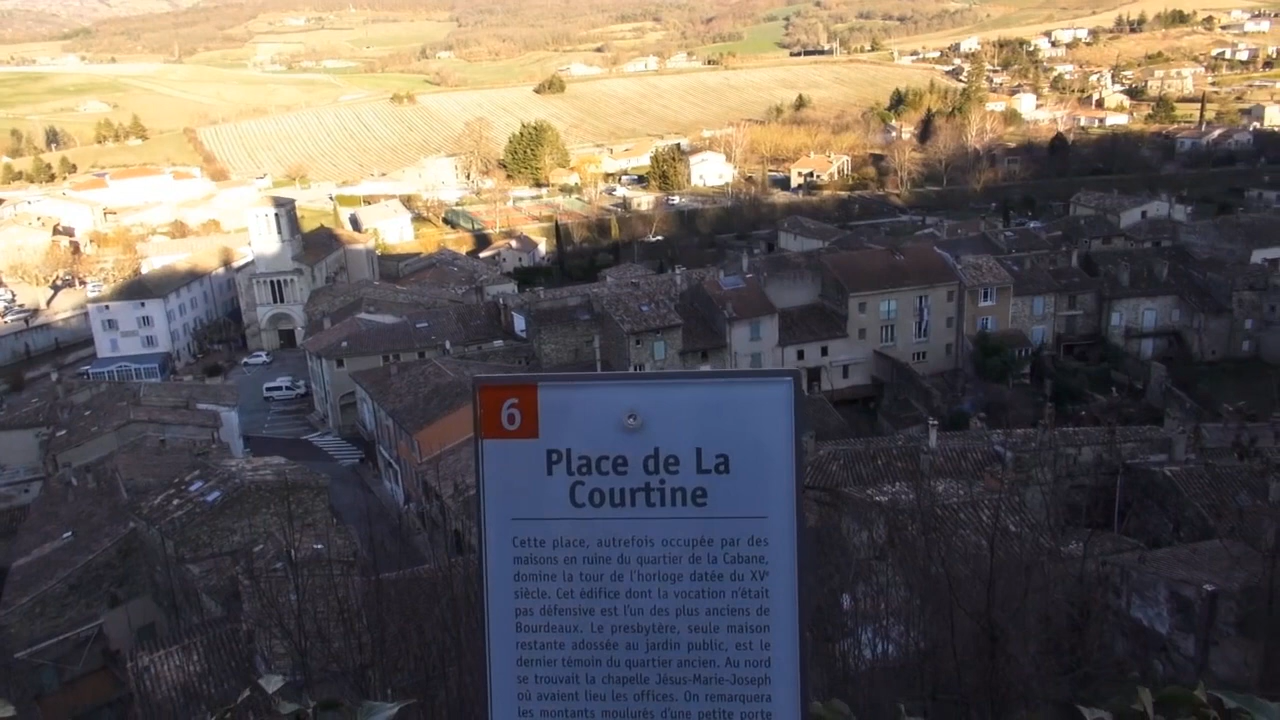 6
Place de La
Courtine
Cette place, autrefois occupée par des
maisons en ruine du quartier de la Cabane,
domine la tour de l'horloge datée du XVᵉ
siècle. Cet édifice dont la vocation n'était
pas défensive est l'un des plus anciens de
Bourdeaux. Le presbytère, seule maison
restante adossée au jardin public, est le
dernier témoin du quartier ancien. Au nord
se trouvait la chapelle Jésus-Marie-Joseph
où avaient lieu les offices. On remarquera
les montants moulurés d'une petite porte